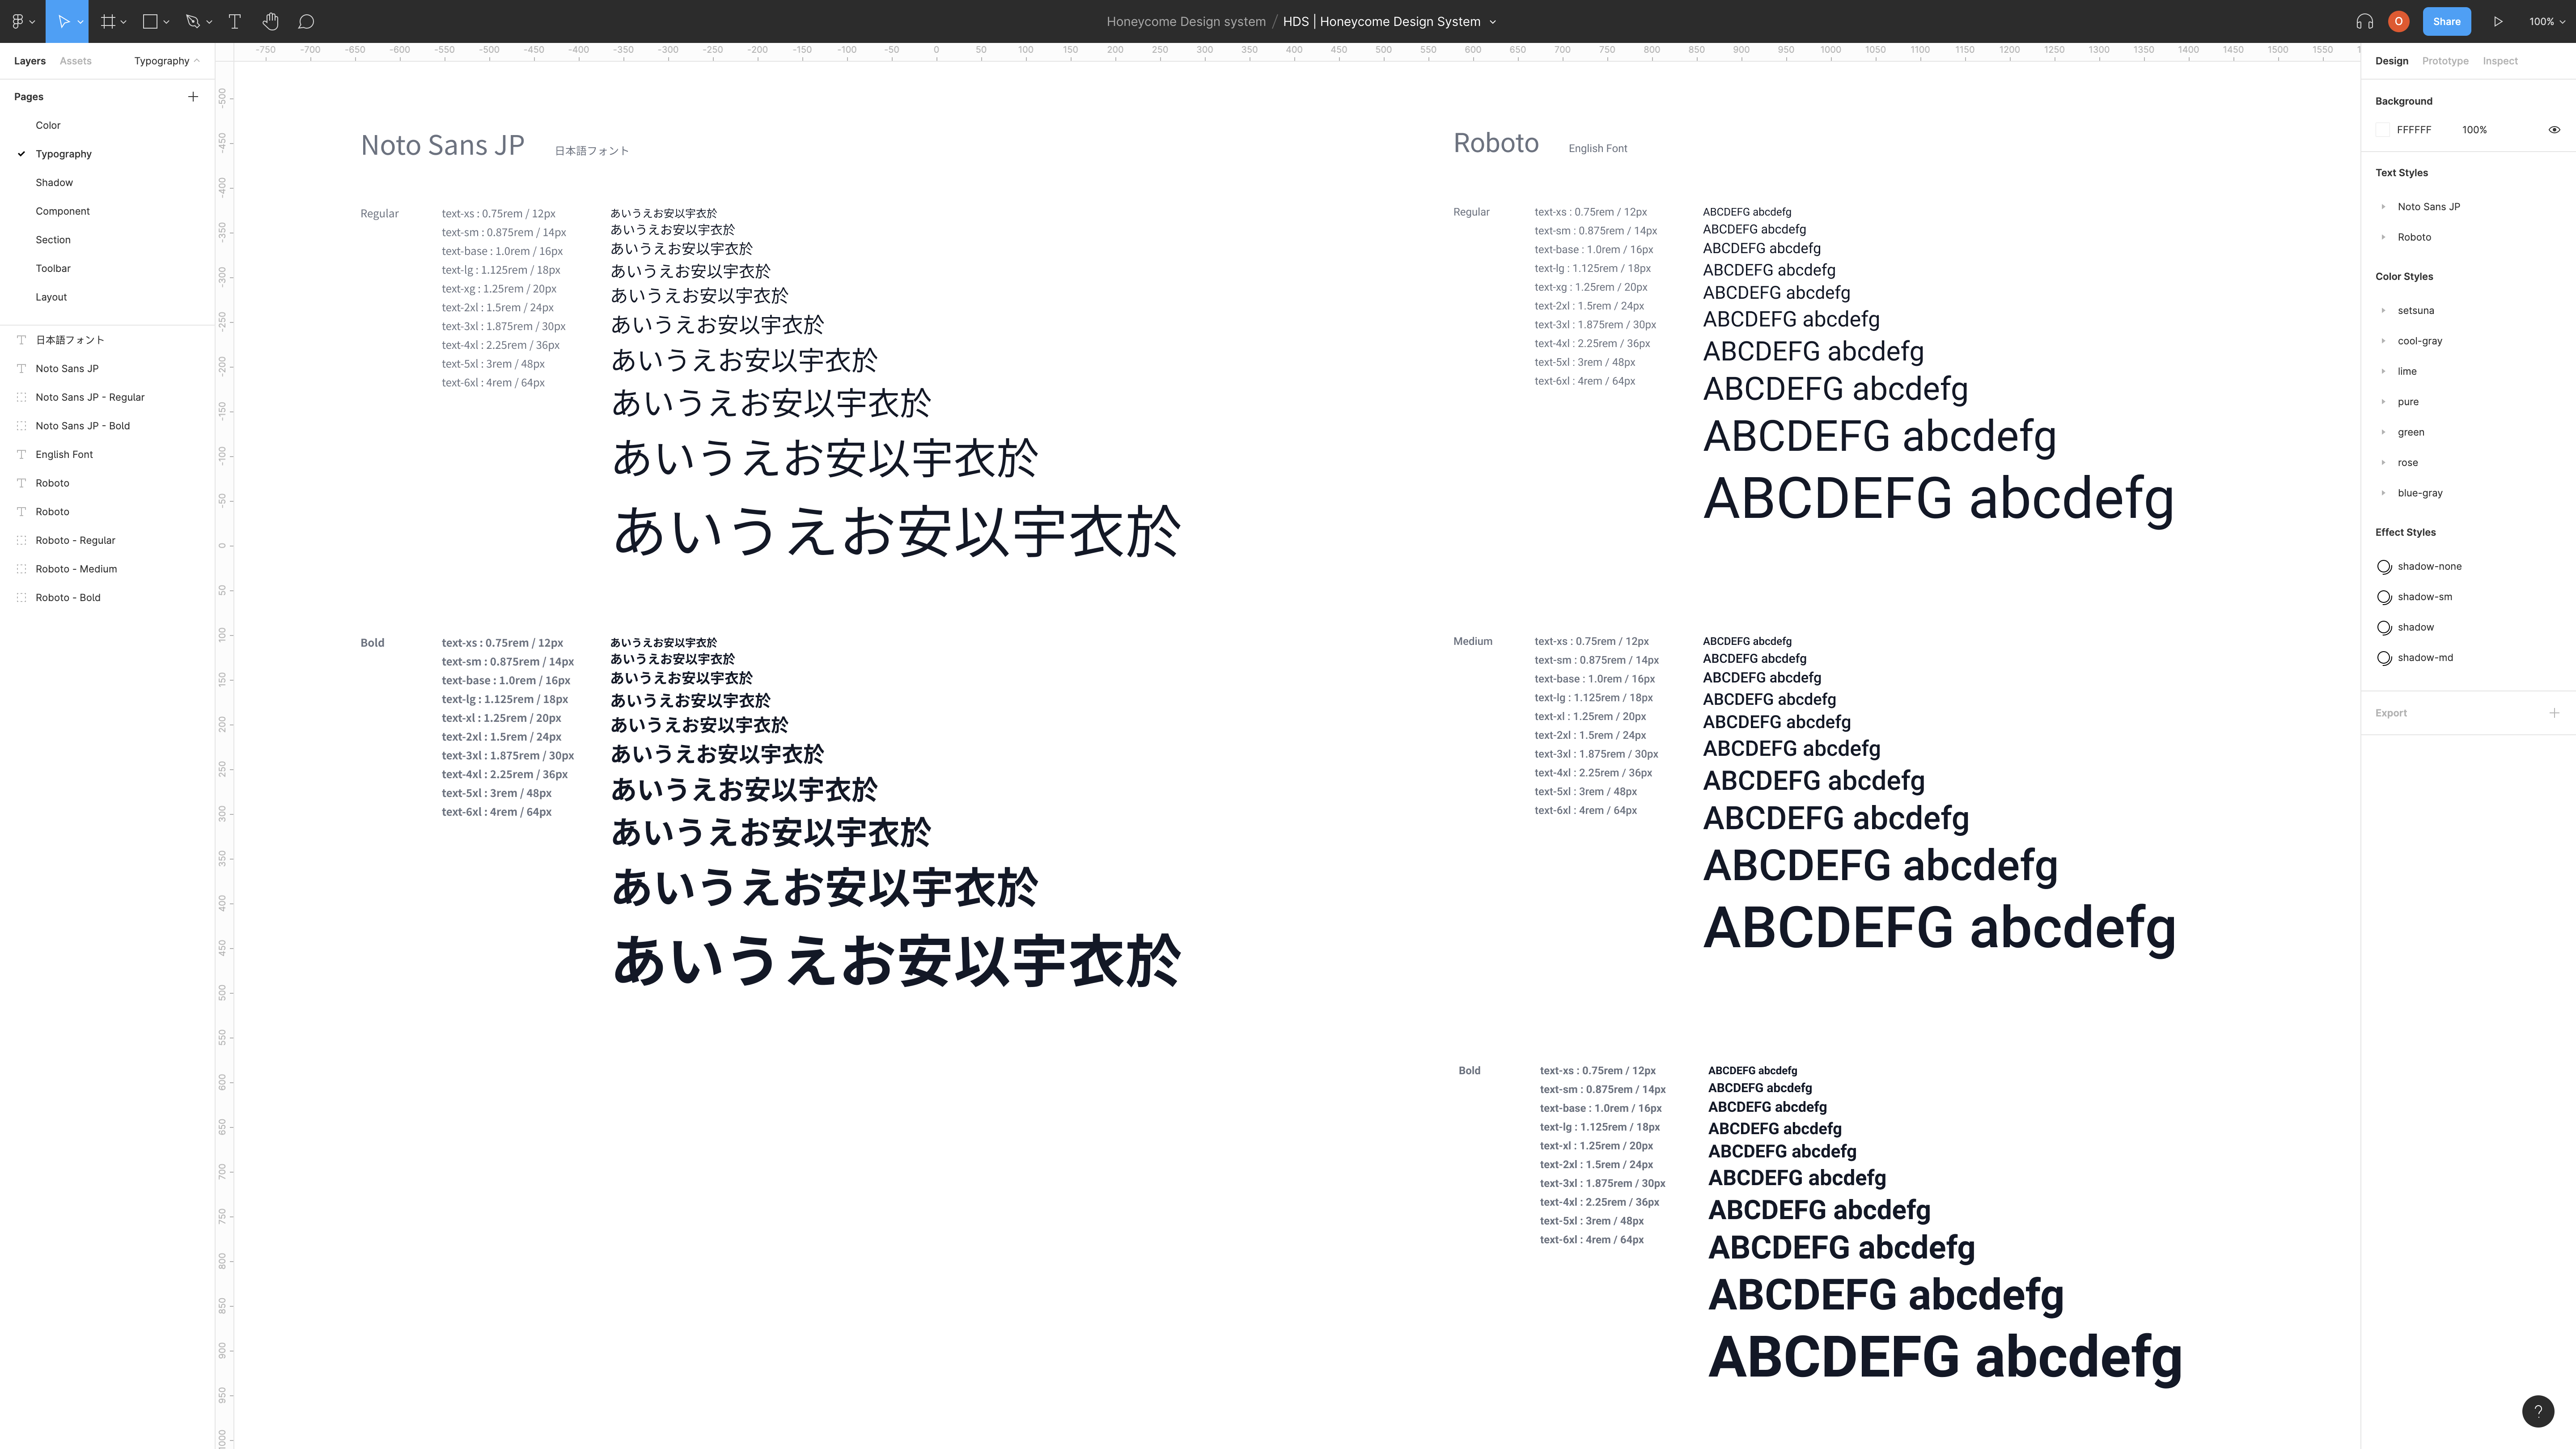 Honeycome Design system / HDS | Honeycome Design System
O
Share
100%
Layers
Assets
Typography
-750 -700 -650 -600 -550 -500 -450 -400 -350 -300 -250 -200 -150 -100 -50 0 50 100 150 200 250 300 350 400 450 500 550 600 650 700 750 800 850 900 950 1000 1050 1100 1150 1200 1250 1300 1350 1400 1450 1500 1550
Pages
Color
Typography
Shadow
Component
Section
Toolbar
Layout
日本語フォント
Noto Sans JP
Noto Sans JP - Regular
Noto Sans JP - Bold
English Font
Roboto
Roboto
Roboto - Regular
Roboto - Medium
Roboto - Bold
-500
-450
-400
-350
-300
-250
-200
-150
-100
-50
0
50
100
150
200
250
300
350
400
450
500
550
600
650
700
750
800
850
900
950
1000
Noto Sans JP
日本語フォント
Regular
text-xs : 0.75rem / 12px
text-sm : 0.875rem / 14px
text-base : 1.0rem / 16px
text-lg : 1.125rem / 18px
text-xg : 1.25rem / 20px
text-2xl : 1.5rem / 24px
text-3xl : 1.875rem / 30px
text-4xl : 2.25rem / 36px
text-5xl : 3rem / 48px
text-6xl : 4rem / 64px
あいうえお安以宇衣於
あいうえお安以宇衣於
あいうえお安以宇衣於
あいうえお安以宇衣於
あいうえお安以宇衣於
あいうえお安以宇衣於
あいうえお安以宇衣於
あいうえお安以宇衣於
あいうえお安以宇衣於
あいうえお安以宇衣於
Bold
text-xs : 0.75rem / 12px
text-sm : 0.875rem / 14px
text-base : 1.0rem / 16px
text-lg : 1.125rem / 18px
text-xl : 1.25rem / 20px
text-2xl : 1.5rem / 24px
text-3xl : 1.875rem / 30px
text-4xl : 2.25rem / 36px
text-5xl : 3rem / 48px
text-6xl : 4rem / 64px
あいうえお安以宇衣於
あいうえお安以宇衣於
あいうえお安以宇衣於
あいうえお安以宇衣於
あいうえお安以宇衣於
あいうえお安以宇衣於
あいうえお安以宇衣於
あいうえお安以宇衣於
あいうえお安以宇衣於
あいうえお安以宇衣於
Roboto
English Font
Regular
text-xs : 0.75rem / 12px
text-sm : 0.875rem / 14px
text-base : 1.0rem / 16px
text-lg : 1.125rem / 18px
text-xg : 1.25rem / 20px
text-2xl : 1.5rem / 24px
text-3xl : 1.875rem / 30px
text-4xl : 2.25rem / 36px
text-5xl : 3rem / 48px
text-6xl : 4rem / 64px
ABCDEFG abcdefg
ABCDEFG abcdefg
ABCDEFG abcdefg
ABCDEFG abcdefg
ABCDEFG abcdefg
ABCDEFG abcdefg
ABCDEFG abcdefg
ABCDEFG abcdefg
ABCDEFG abcdefg
ABCDEFG abcdefg
Medium
text-xs : 0.75rem / 12px
text-sm : 0.875rem / 14px
text-base : 1.0rem / 16px
text-lg : 1.125rem / 18px
text-xl : 1.25rem / 20px
text-2xl : 1.5rem / 24px
text-3xl : 1.875rem / 30px
text-4xl : 2.25rem / 36px
text-5xl : 3rem / 48px
text-6xl : 4rem / 64px
ABCDEFG abcdefg
ABCDEFG abcdefg
ABCDEFG abcdefg
ABCDEFG abcdefg
ABCDEFG abcdefg
ABCDEFG abcdefg
ABCDEFG abcdefg
ABCDEFG abcdefg
ABCDEFG abcdefg
ABCDEFG abcdefg
Bold
text-xs : 0.75rem / 12px
text-sm : 0.875rem / 14px
text-base : 1.0rem / 16px
text-lg : 1.125rem / 18px
text-xl : 1.25rem / 20px
text-2xl : 1.5rem / 24px
text-3xl : 1.875rem / 30px
text-4xl : 2.25rem / 36px
text-5xl : 3rem / 48px
text-6xl : 4rem / 64px
ABCDEFG abcdefg
ABCDEFG abcdefg
ABCDEFG abcdefg
ABCDEFG abcdefg
ABCDEFG abcdefg
ABCDEFG abcdefg
ABCDEFG abcdefg
ABCDEFG abcdefg
ABCDEFG abcdefg
ABCDEFG abcdefg
Design
Prototype
Inspect
Background
FFFFFF
100%
Text Styles
Noto Sans JP
Roboto
Color Styles
setsuna
cool-gray
lime
pure
green
rose
blue-gray
Effect Styles
shadow-none
shadow-sm
shadow
shadow-md
Export
?